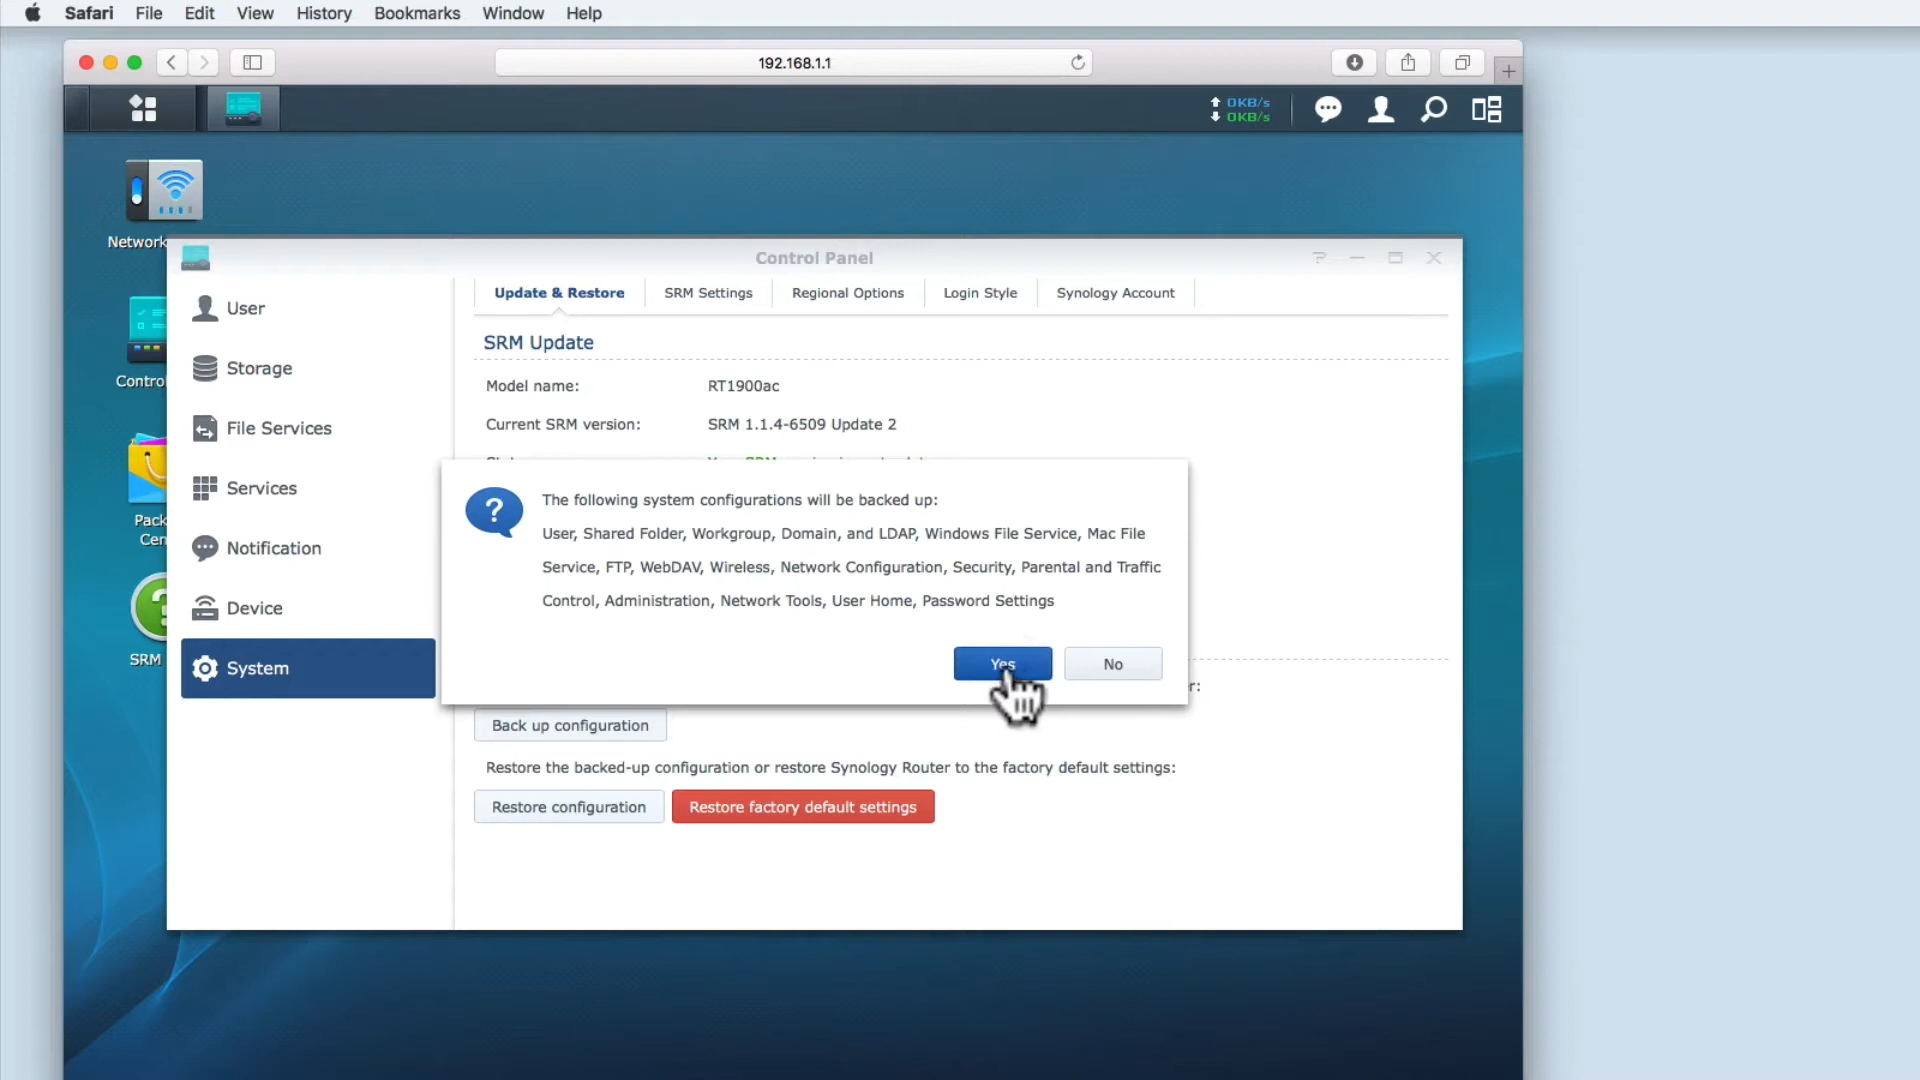 Safari File Edit View History Bookmarks Window Help
192.168.1.1
0KB/s
0KB/s
Network
Control Panel
Contro
Pack
Cen
SRM
User
Storage
File Services
Services
Notification
Device
System
Update & Restore SRM Settings Regional Options Login Style Synology Account
SRM Update
Model name: RT1900ac
Current SRM version: SRM 1.1.4-6509 Update 2
The following system configurations will be backed up:
User, Shared Folder, Workgroup, Domain, and LDAP, Windows File Service, Mac File
Service, FTP, WebDAV, Wireless, Network Configuration, Security, Parental and Traffic
Control, Administration, Network Tools, User Home, Password Settings
Yes No
r:
Back up configuration
Restore the backed-up configuration or restore Synology Router to the factory default settings:
Restore configuration Restore factory default settings